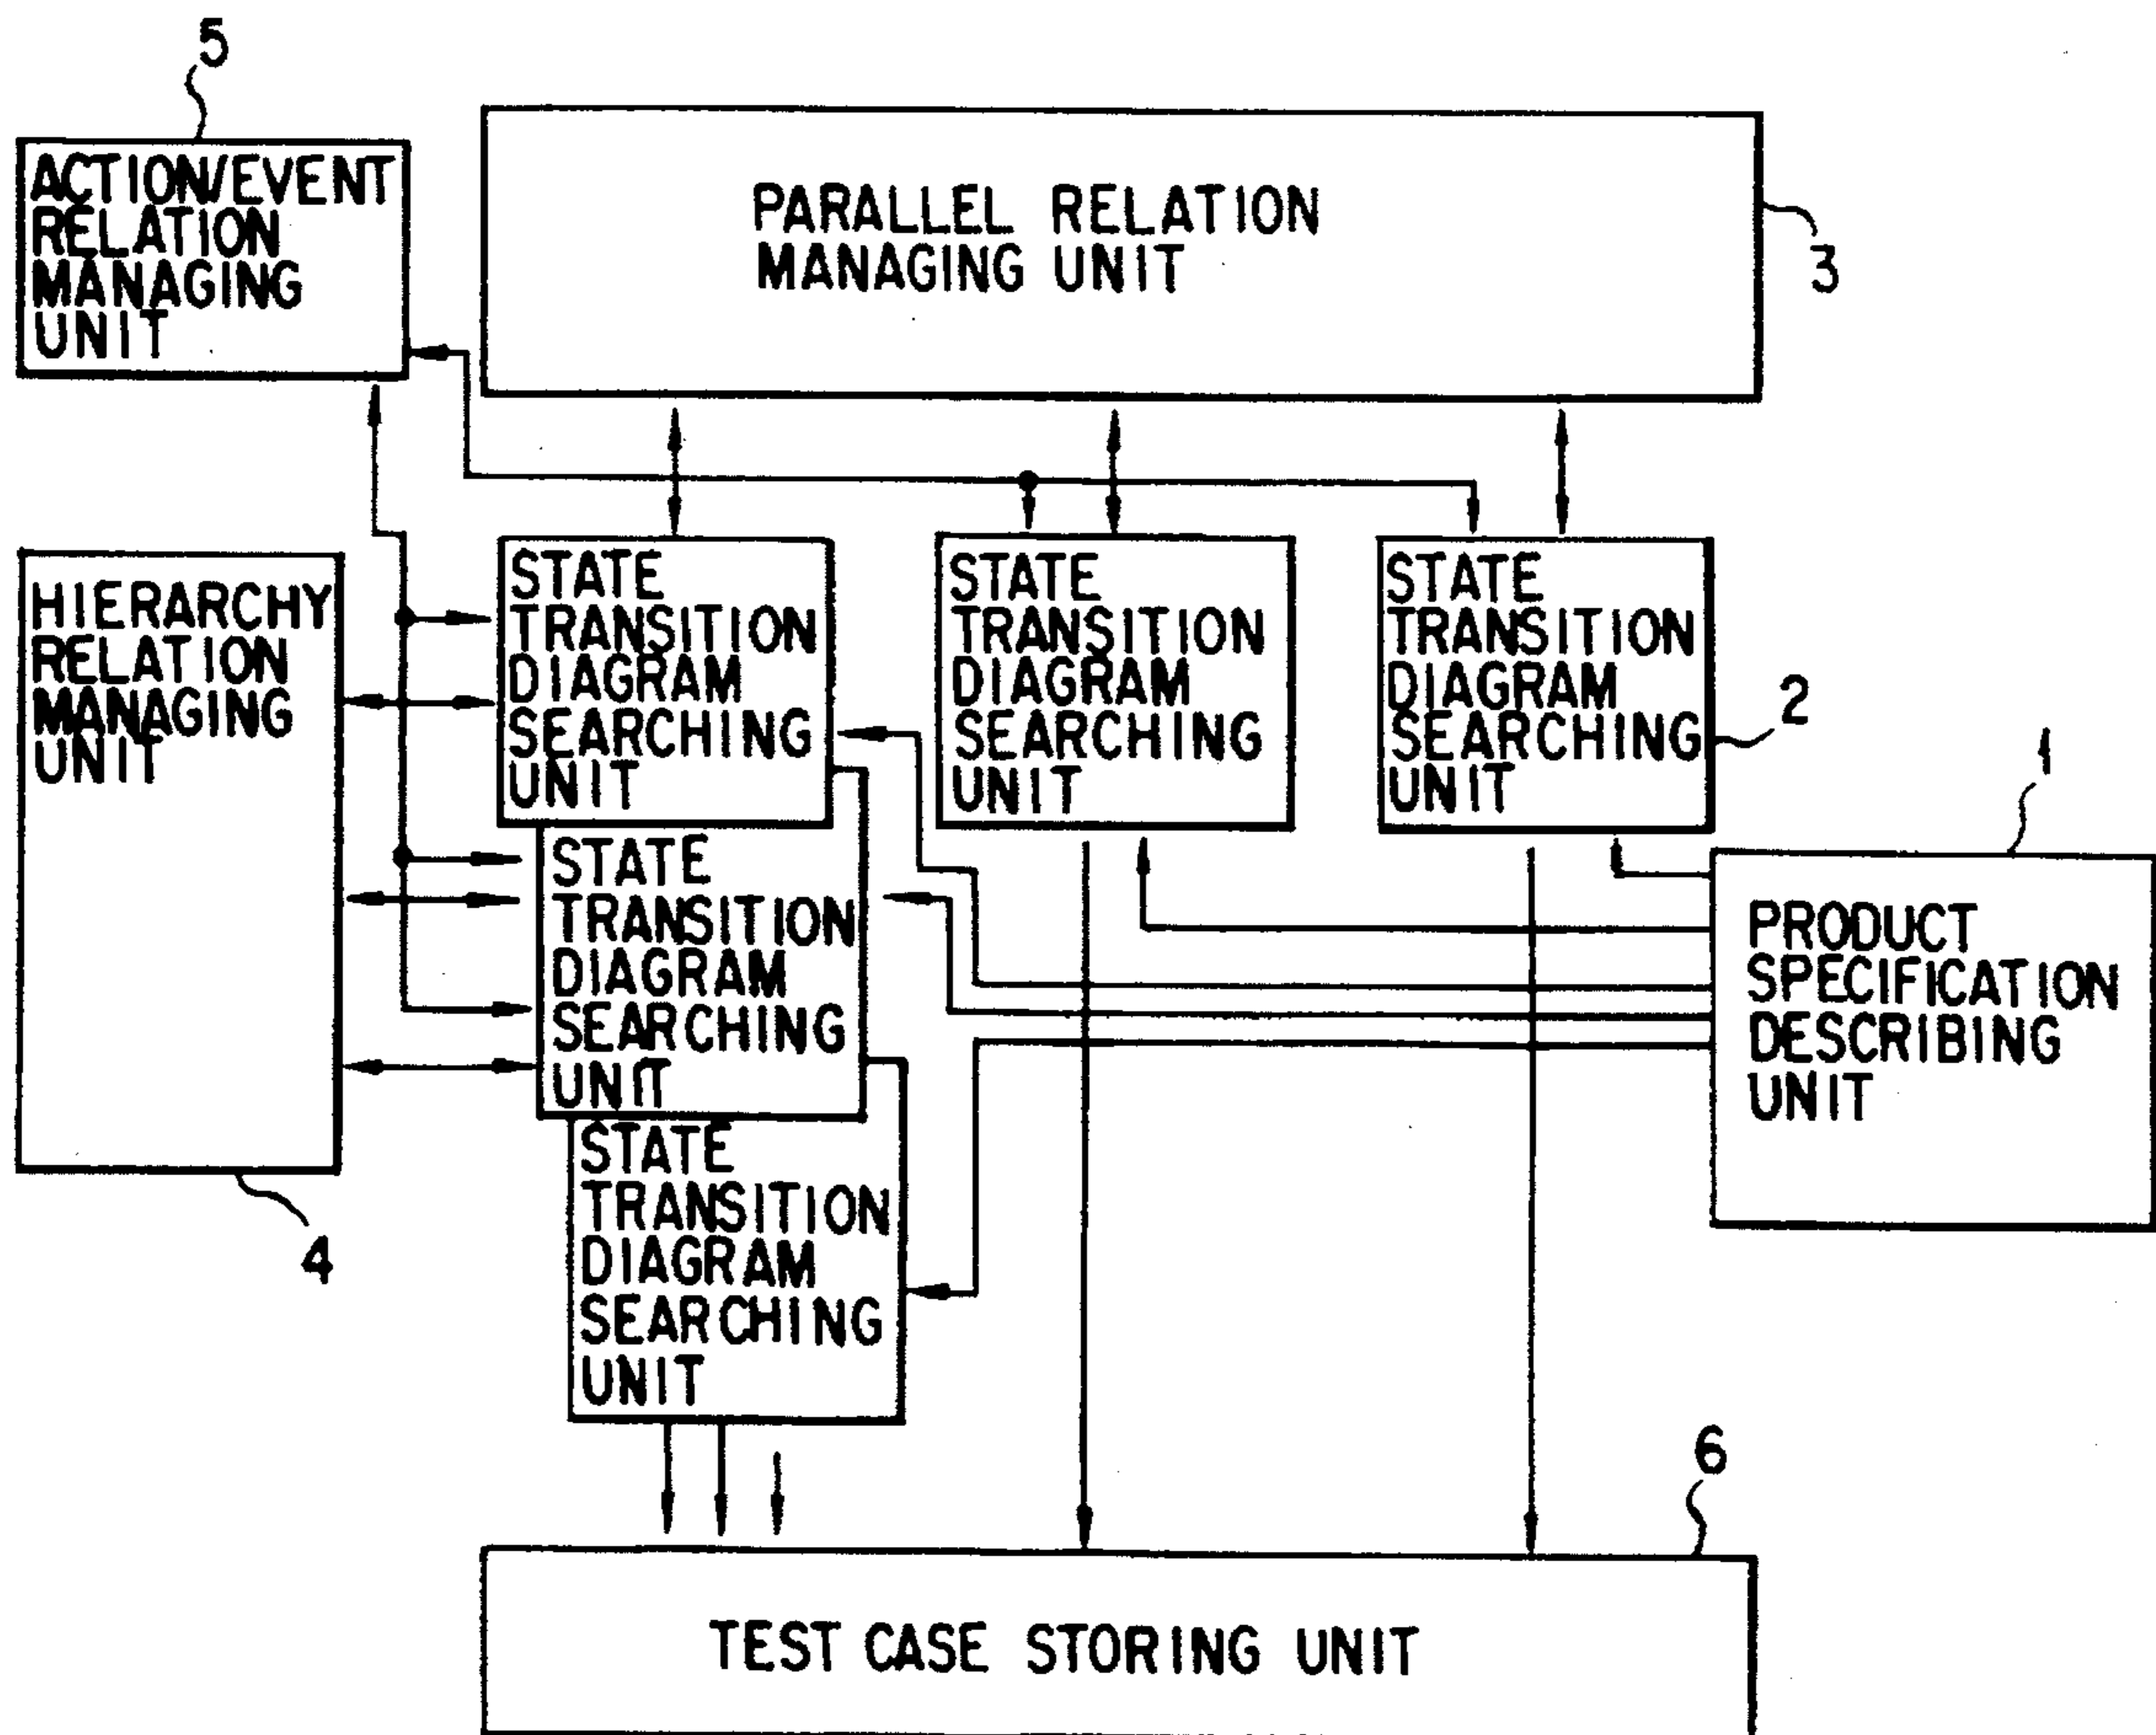 5
ACTION/EVENT
RELATION
MANAGING
UNIT
PARALLEL RELATION
MANAGING UNIT
3
HIERARCHY
RELATION
MANAGING
UNIT
4
STATE
TRANSITION
DIAGRAM
SEARCHING
UNIT
STATE
TRANSITION
DIAGRAM
SEARCHING
UNIT
STATE
TRANSITION
DIAGRAM
SEARCHING
UNIT
2
1
STATE
TRANSITION
DIAGRAM
SEARCHING
UNIT
PRODUCT
SPECIFICATION
DESCRIBING
UNIT
STATE
TRANSITION
DIAGRAM
SEARCHING
UNIT
6
TEST CASE STORING UNIT